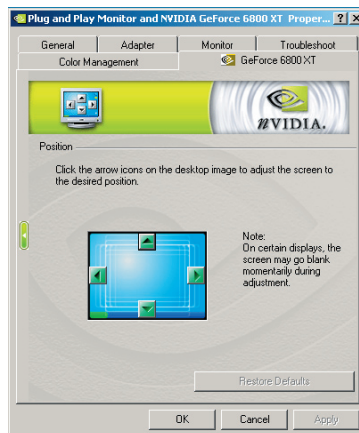 Plug and Play Monitor and NVIDIA GeForce 6800 XT Proper...
General Adapter Monitor Troubleshoot
Color Management GeForce 6800 XT
nVIDIA.
Position
Click the arrow icons on the desktop image to adjust the screen to
the desired position.
Note:
On certain displays, the
screen may go blank
momentarily during
adjustment.
Restore Defaults
OK Cancel Apply